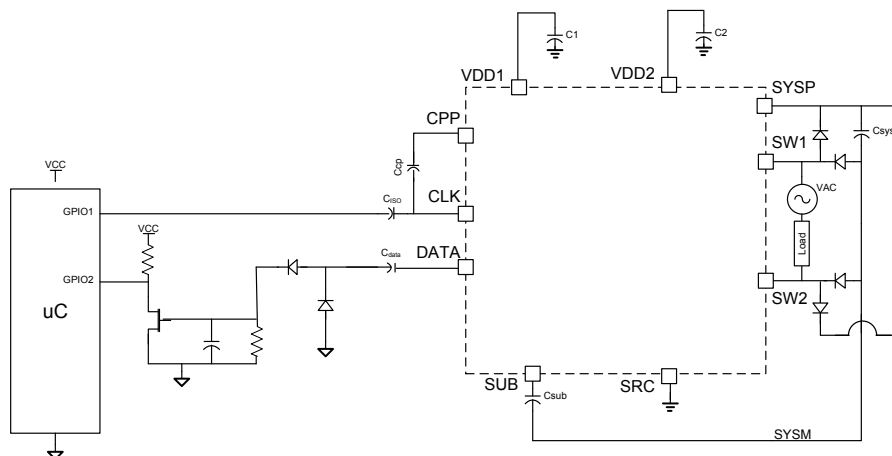 C1
C2
VDD1
VDD2
SYSP
CPP
Csys
Ccp
SW1
VCC
VAC
CISO
CLK
GPIO1
VCC
Load
Cdata
DATA
GPIO2
SW2
uC
SUB
SRC
Csub
SYSM